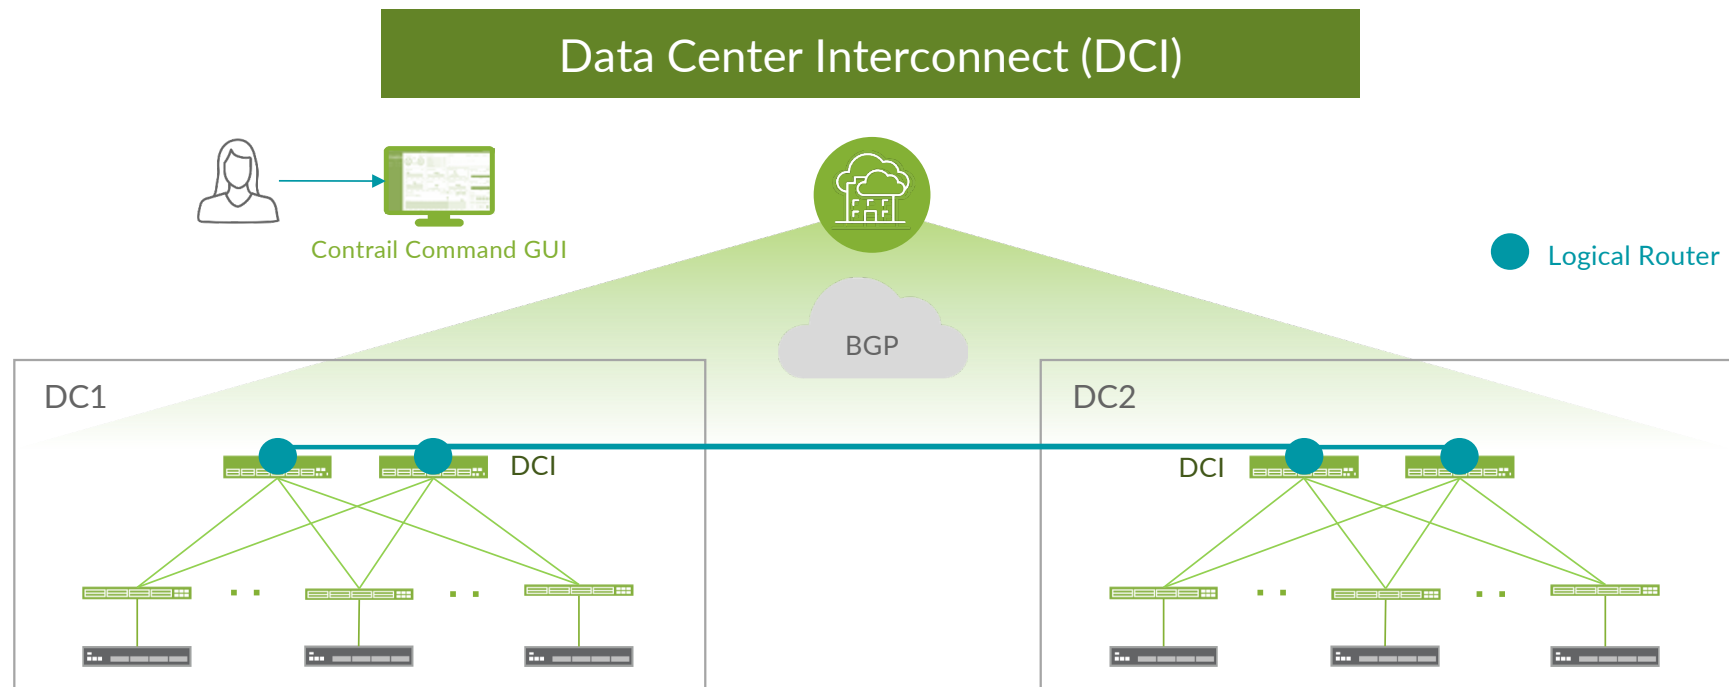 Data Center Interconnect (DCI)
Contrail Command GUI
Logical Router
BGP
DC1
DC2
DCI
DCI